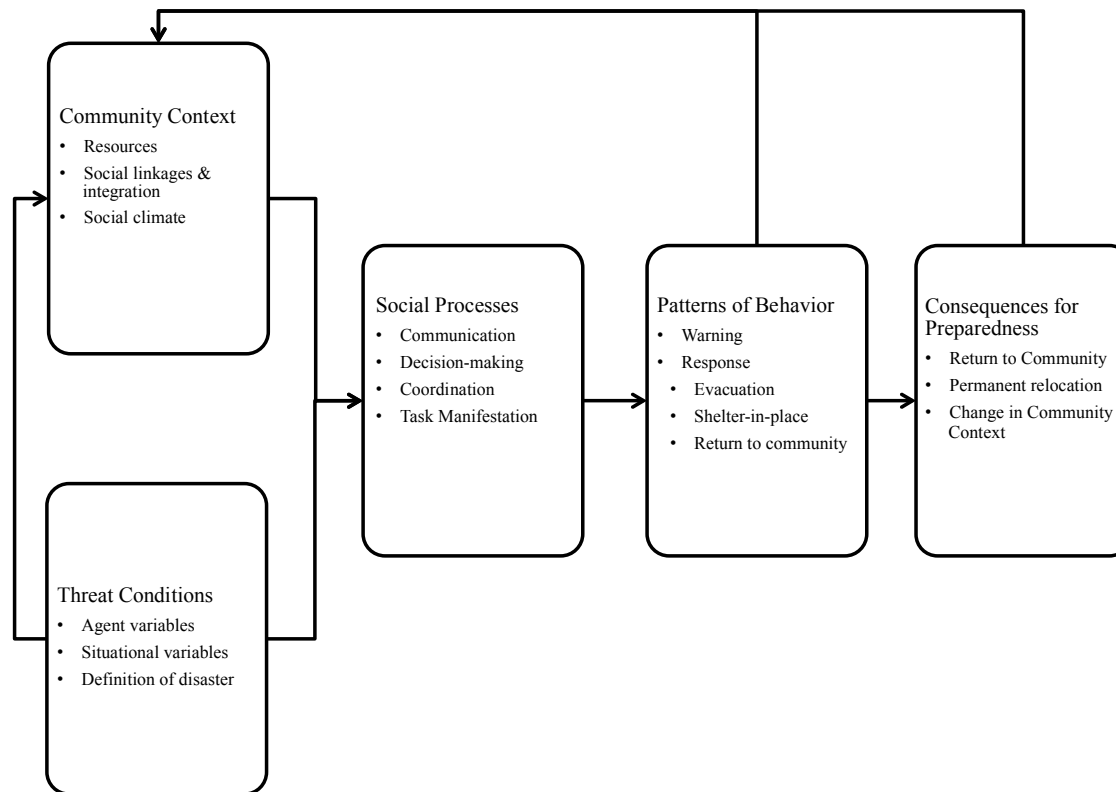 Community Context
• Resources
• Social linkages &
integration
• Social climate
Threat Conditions
• Agent variables
• Situational variables
• Definition of disaster
Social Processes
• Communication
• Decision-making
• Coordination
• Task Manifestation
Patterns of Behavior
• Warning
• Response
• Evacuation
• Shelter-in-place
• Return to community
Consequences for
Preparedness
• Return to Community
• Permanent relocation
• Change in Community
Context